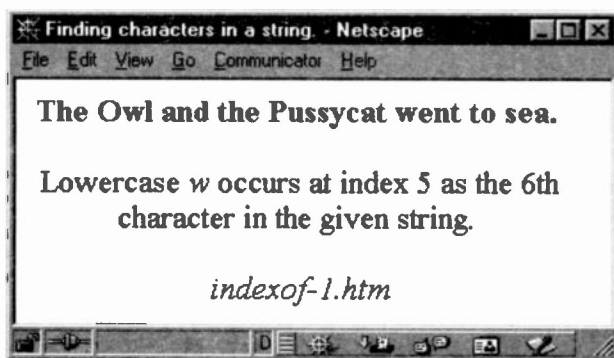 Finding characters in a string. - Netscape
File Edit View Go Communicator Help
The Owl and the Pussycat went to sea.
Lowercase w occurs at index 5 as the 6th
character in the given string.
indexof-1.htm